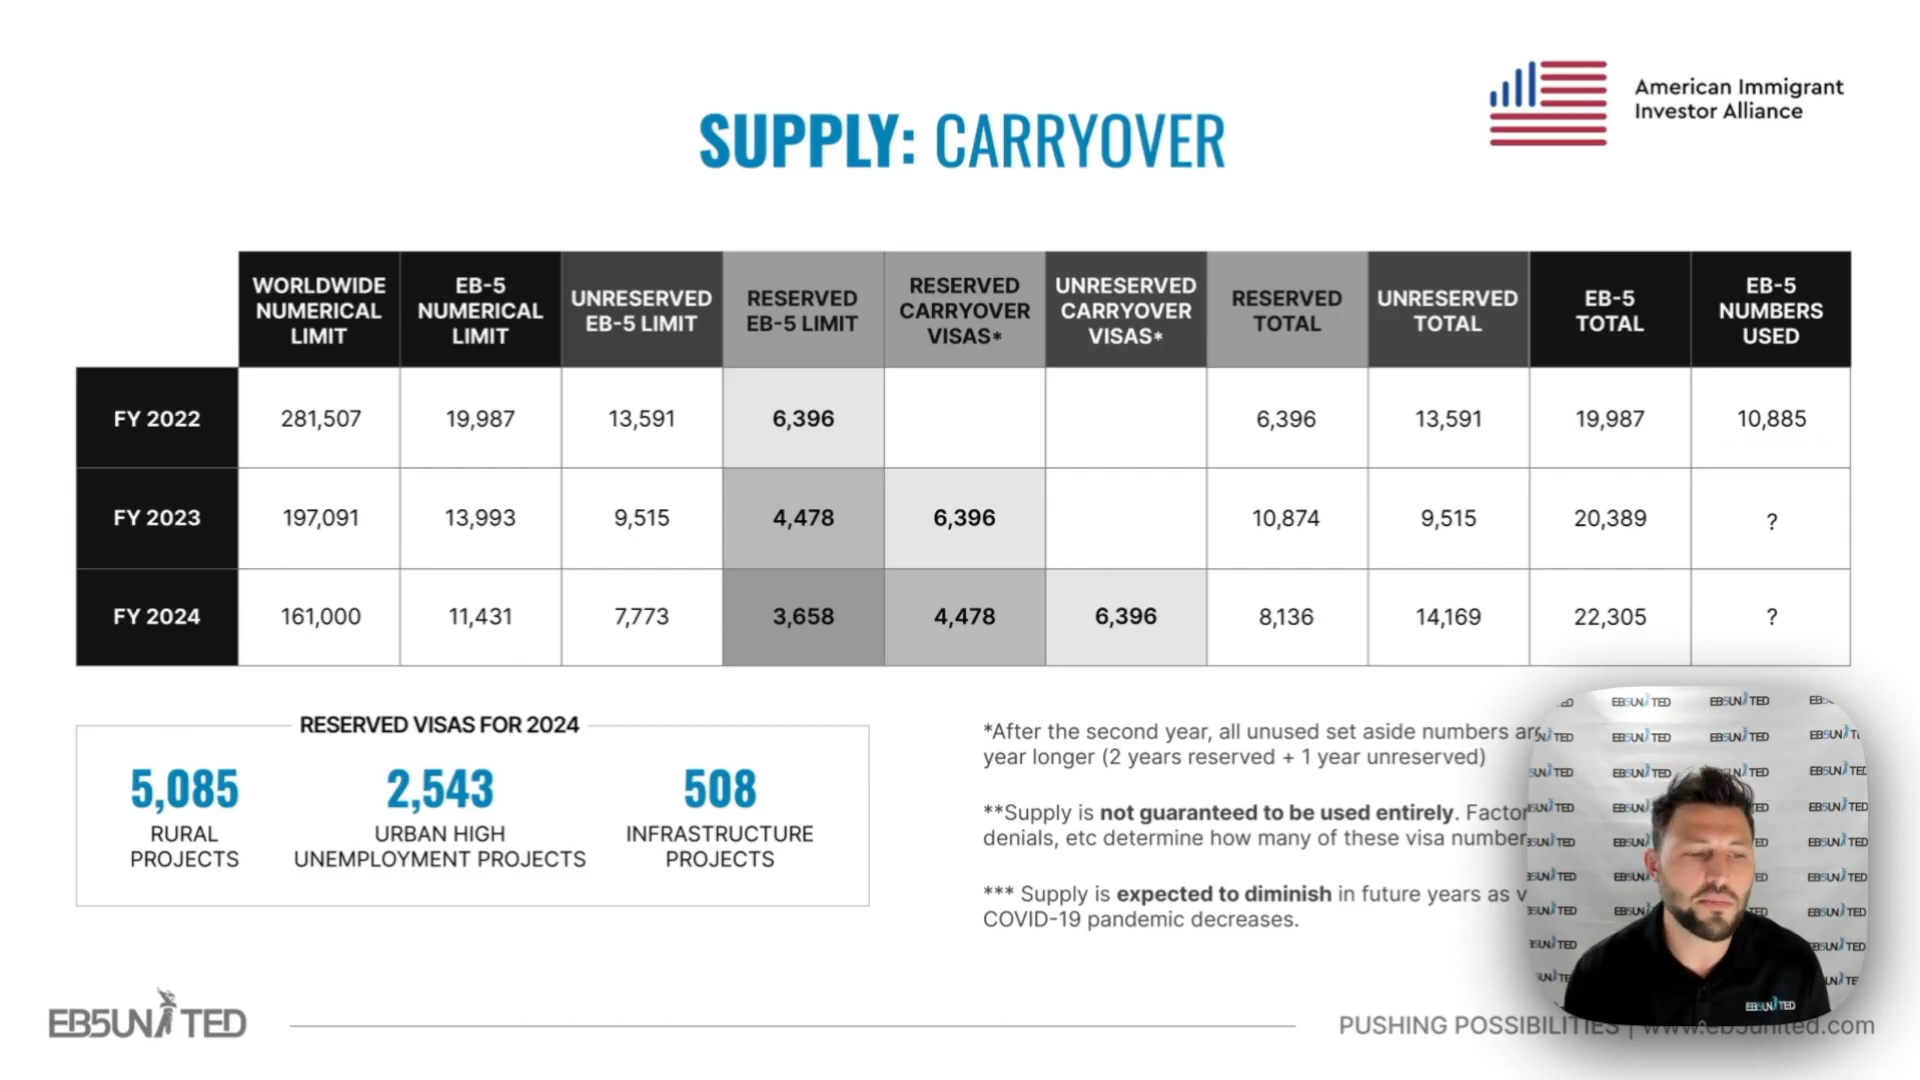 American Immigrant
Investor Alliance
SUPPLY: CARRYOVER
WORLDWIDE NUMERICAL LIMIT
EB-5 NUMERICAL LIMIT
UNRESERVED EB-5 LIMIT
RESERVED EB-5 LIMIT
RESERVED CARRYOVER VISAS*
UNRESERVED CARRYOVER VISAS*
RESERVED TOTAL
UNRESERVED TOTAL
EB-5 TOTAL
EB-5 NUMBERS USED
FY 2022 281,507 19,987 13,591 6,396 6,396 13,591 19,987 10,885
FY 2023 197,091 13,993 9,515 4,478 6,396 10,874 9,515 20,389 ?
FY 2024 161,000 11,431 7,773 3,658 4,478 6,396 8,136 14,169 22,305 ?
RESERVED VISAS FOR 2024
5,085
RURAL
PROJECTS
2,543
URBAN HIGH
UNEMPLOYMENT PROJECTS
508
INFRASTRUCTURE
PROJECTS
*After the second year, all unused set aside numbers are
year longer (2 years reserved + 1 year unreserved)
**Supply is not guaranteed to be used entirely. Factor
denials, etc determine how many of these visa number
*** Supply is expected to diminish in future years as
COVID-19 pandemic decreases.
EB5UNITED
EB5UNITED
PUSHING POSSIBILITIES | www.eb5united.com